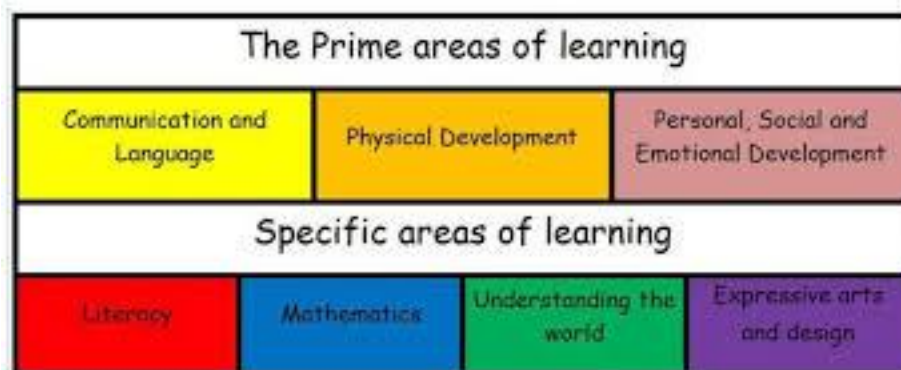 The Prime areas of learning
Communication and
Language
Physical Development
Personal, Social and
Emotional Development
Specific areas of learning
Literacy
Mathematics
Understanding the
world
Expressive arts
and design